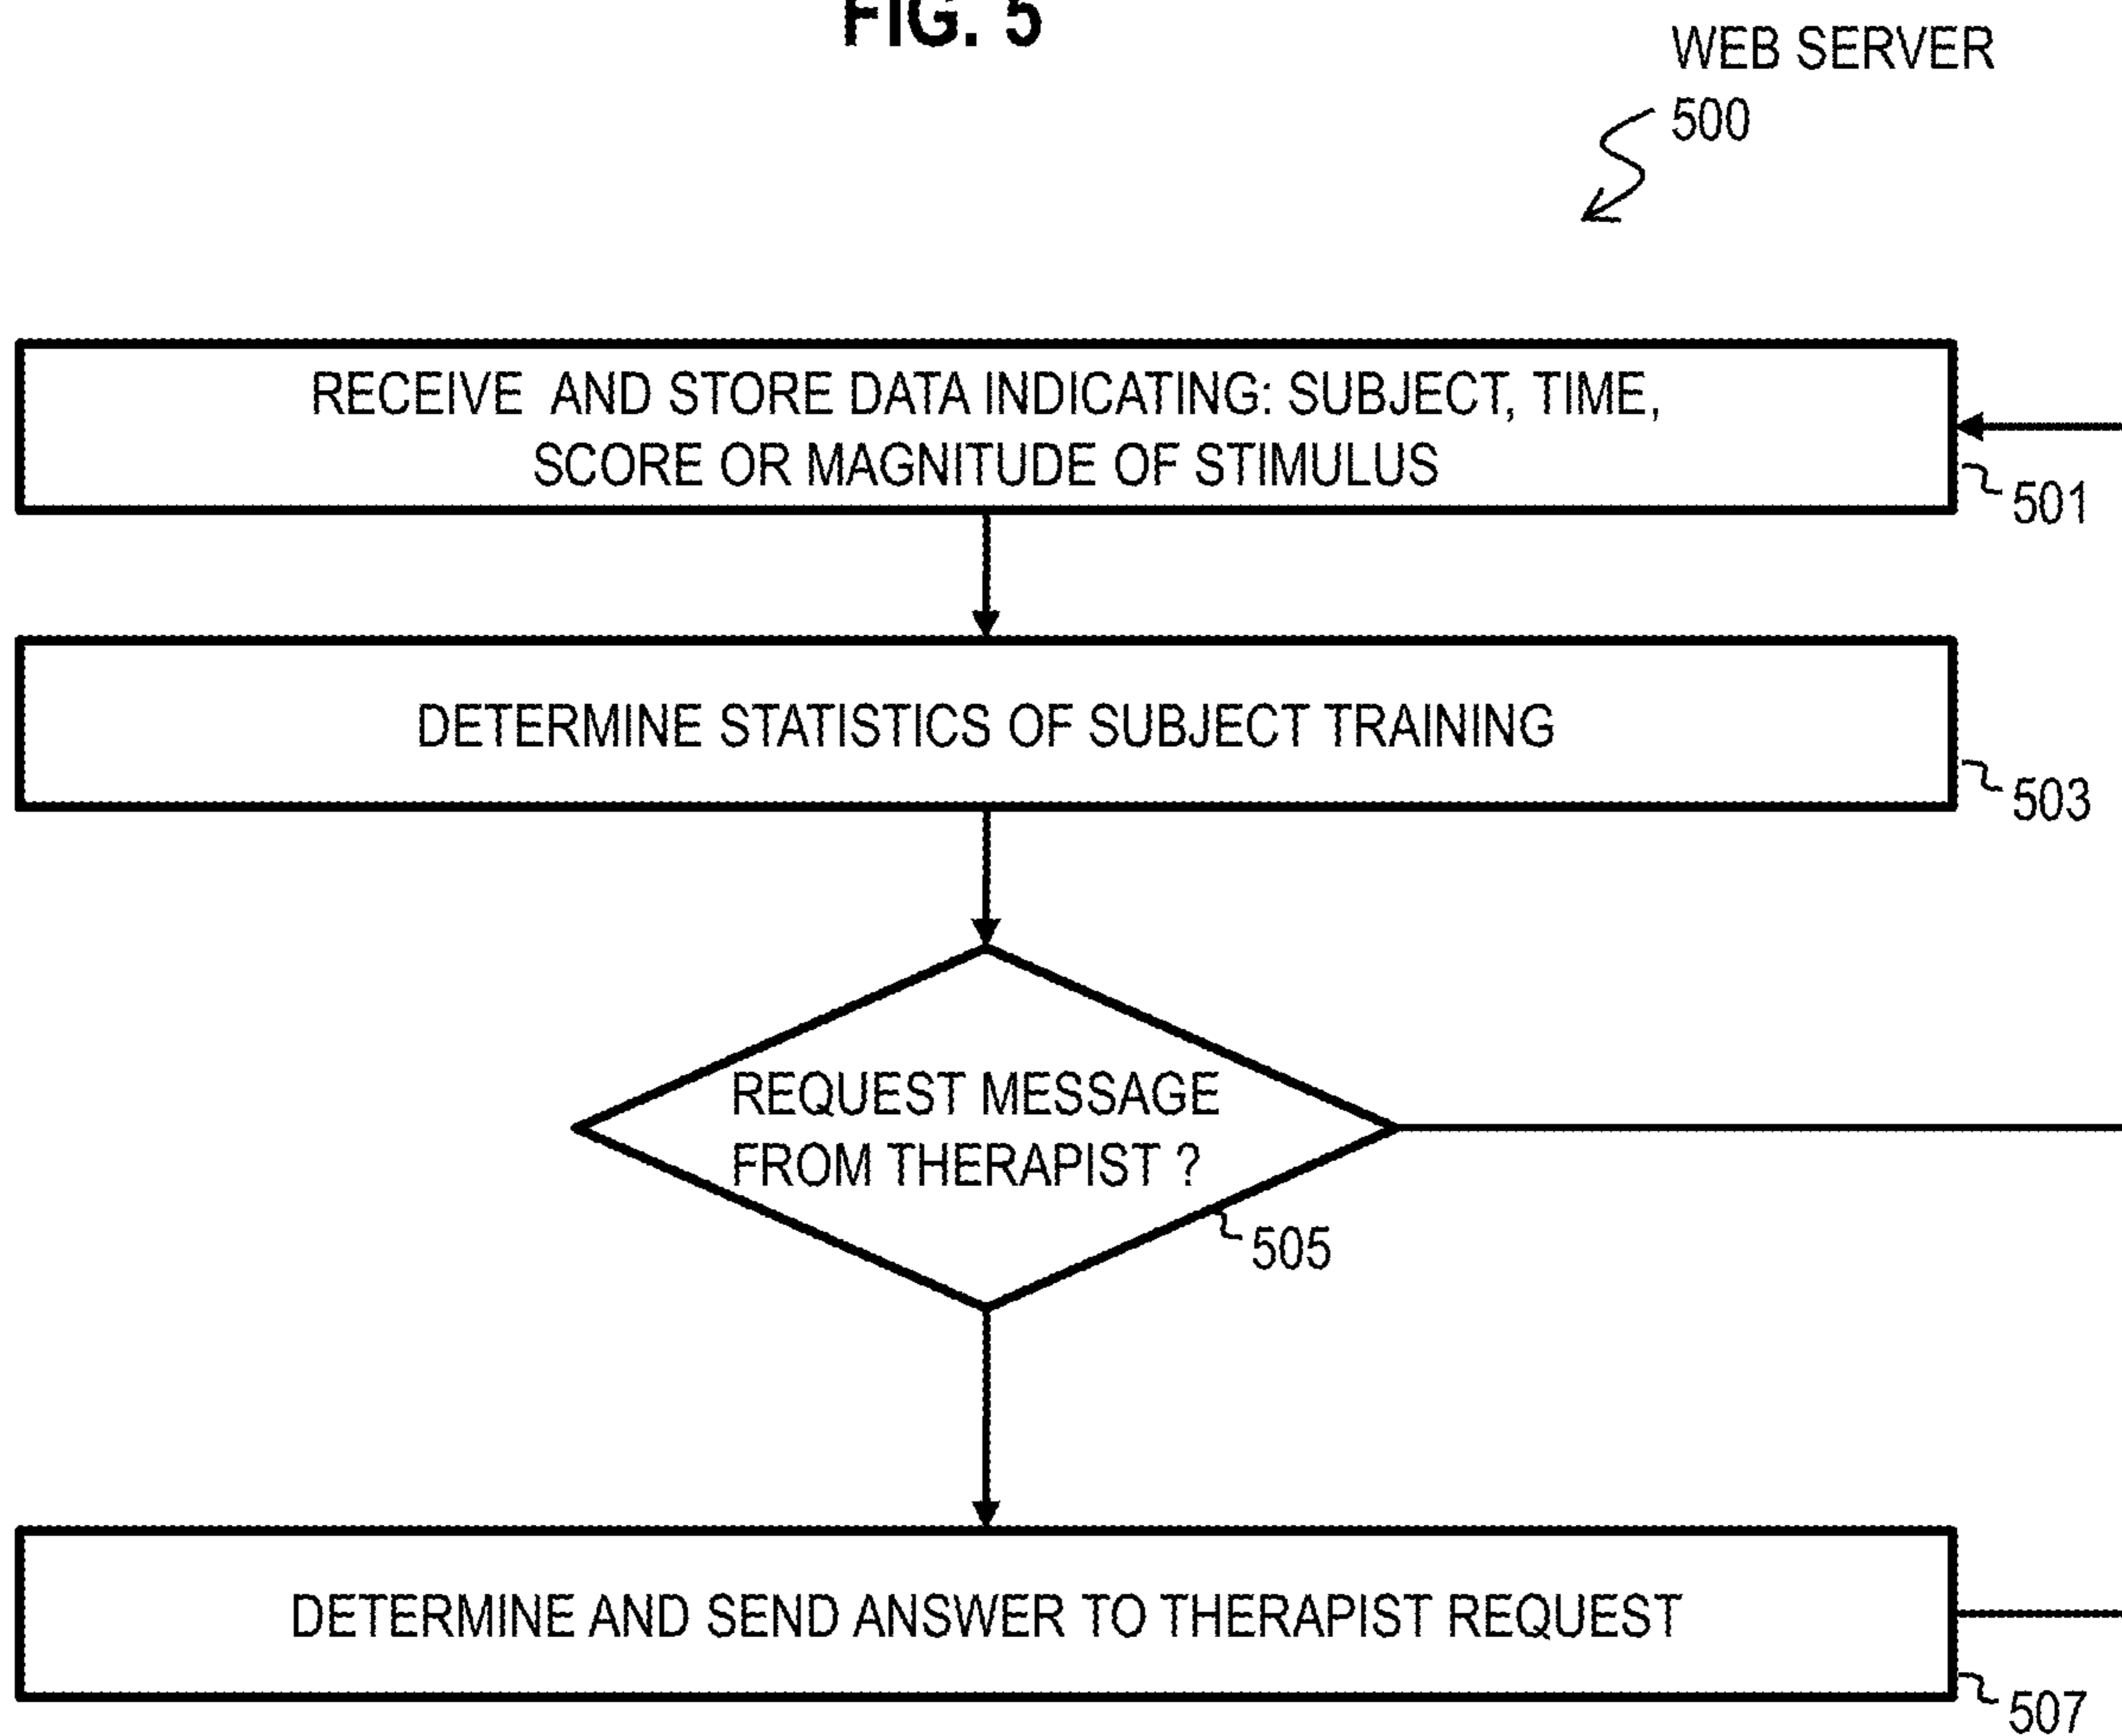 FIG. 5
WEB SERVER
500
RECEIVE AND STORE DATA INDICATING: SUBJECT, TIME,
SCORE OR MAGNITUDE OF STIMULUS
501
DETERMINE STATISTICS OF SUBJECT TRAINING
503
REQUEST MESSAGE
FROM THERAPIST ?
505
DETERMINE AND SEND ANSWER TO THERAPIST REQUEST
507